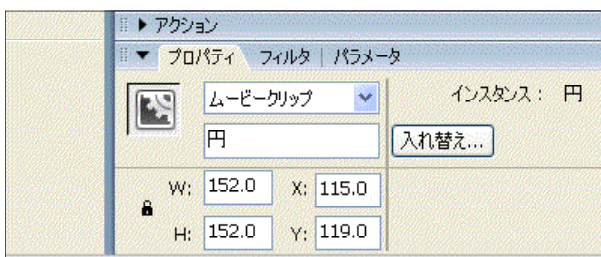 アクション
プロパティ フィルタ | パラメータ
ムービークリップ インスタンス： 円
円 入れ替え...
W: 152.0 X: 115.0
H: 152.0 Y: 119.0